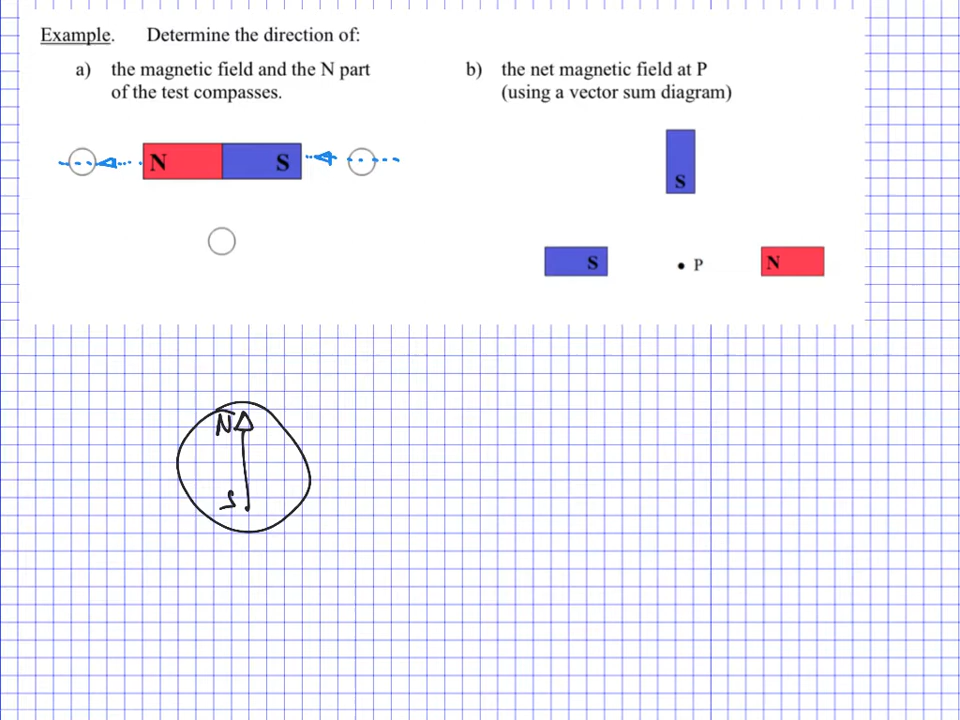 Example. Determine the direction of:
a) the magnetic field and the N part
of the test compasses.
b) the net magnetic field at P
(using a vector sum diagram)
N S
S
S
P
N
N
S